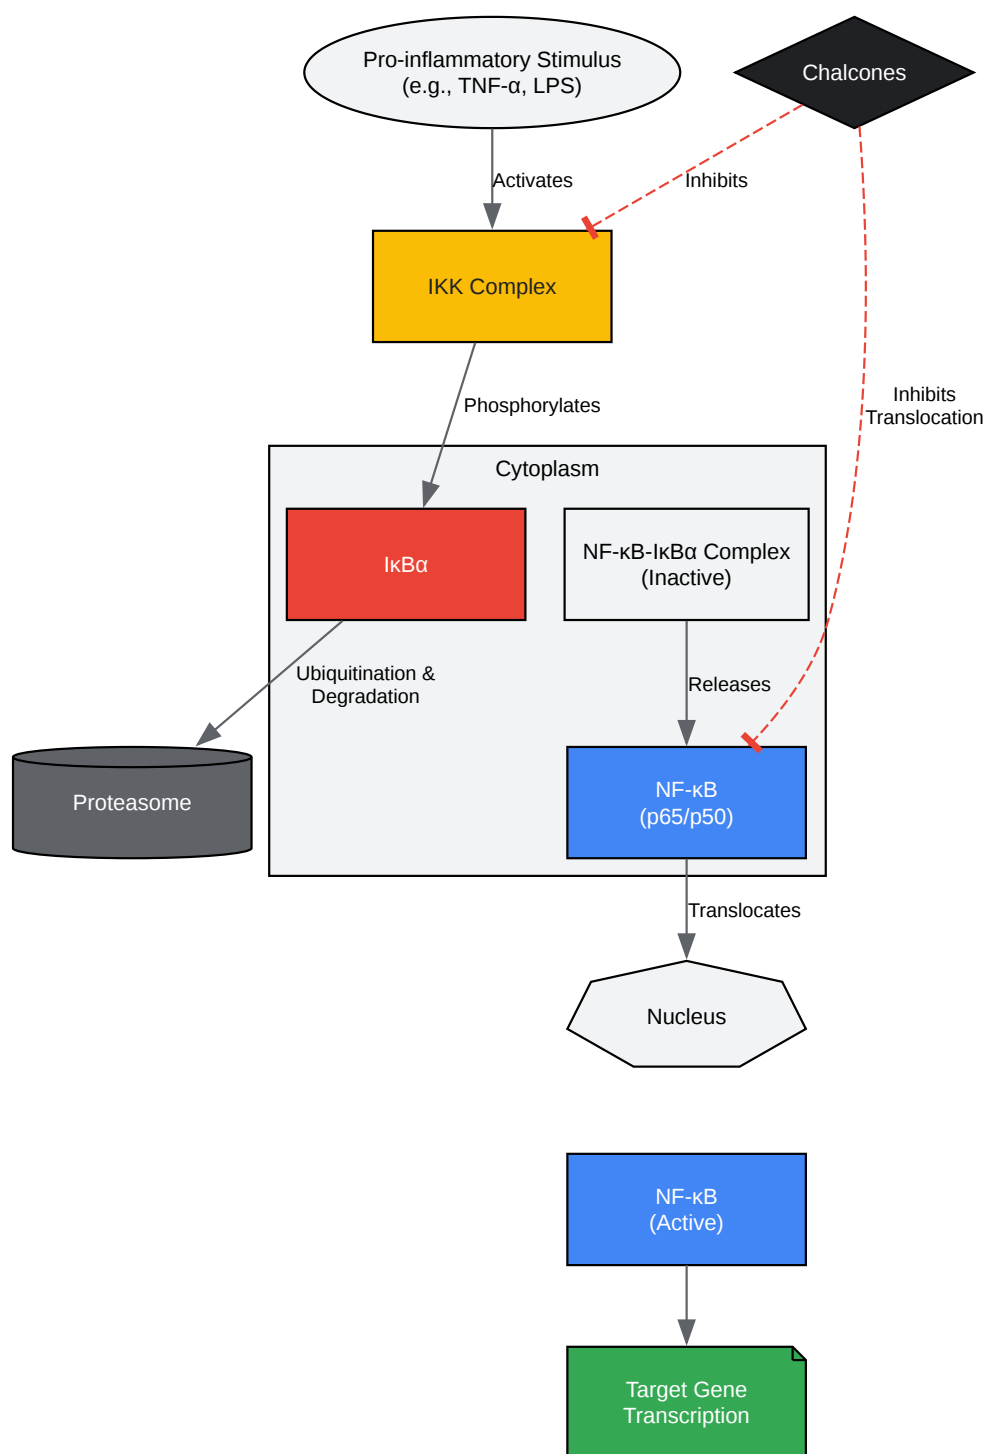 Pro-inflammatory Stimulus
(e.g., TNF-α, LPS)
Chalcones
Activates
Inhibits
IKK Complex
Phosphorylates
Inhibits
Translocation
Cytoplasm
IκBα
NF-κB-IκBα Complex
(Inactive)
Ubiquitination &
Degradation
Releases
Proteasome
NF-κB
(p65/p50)
Translocates
Nucleus
NF-κB
(Active)
Target Gene
Transcription